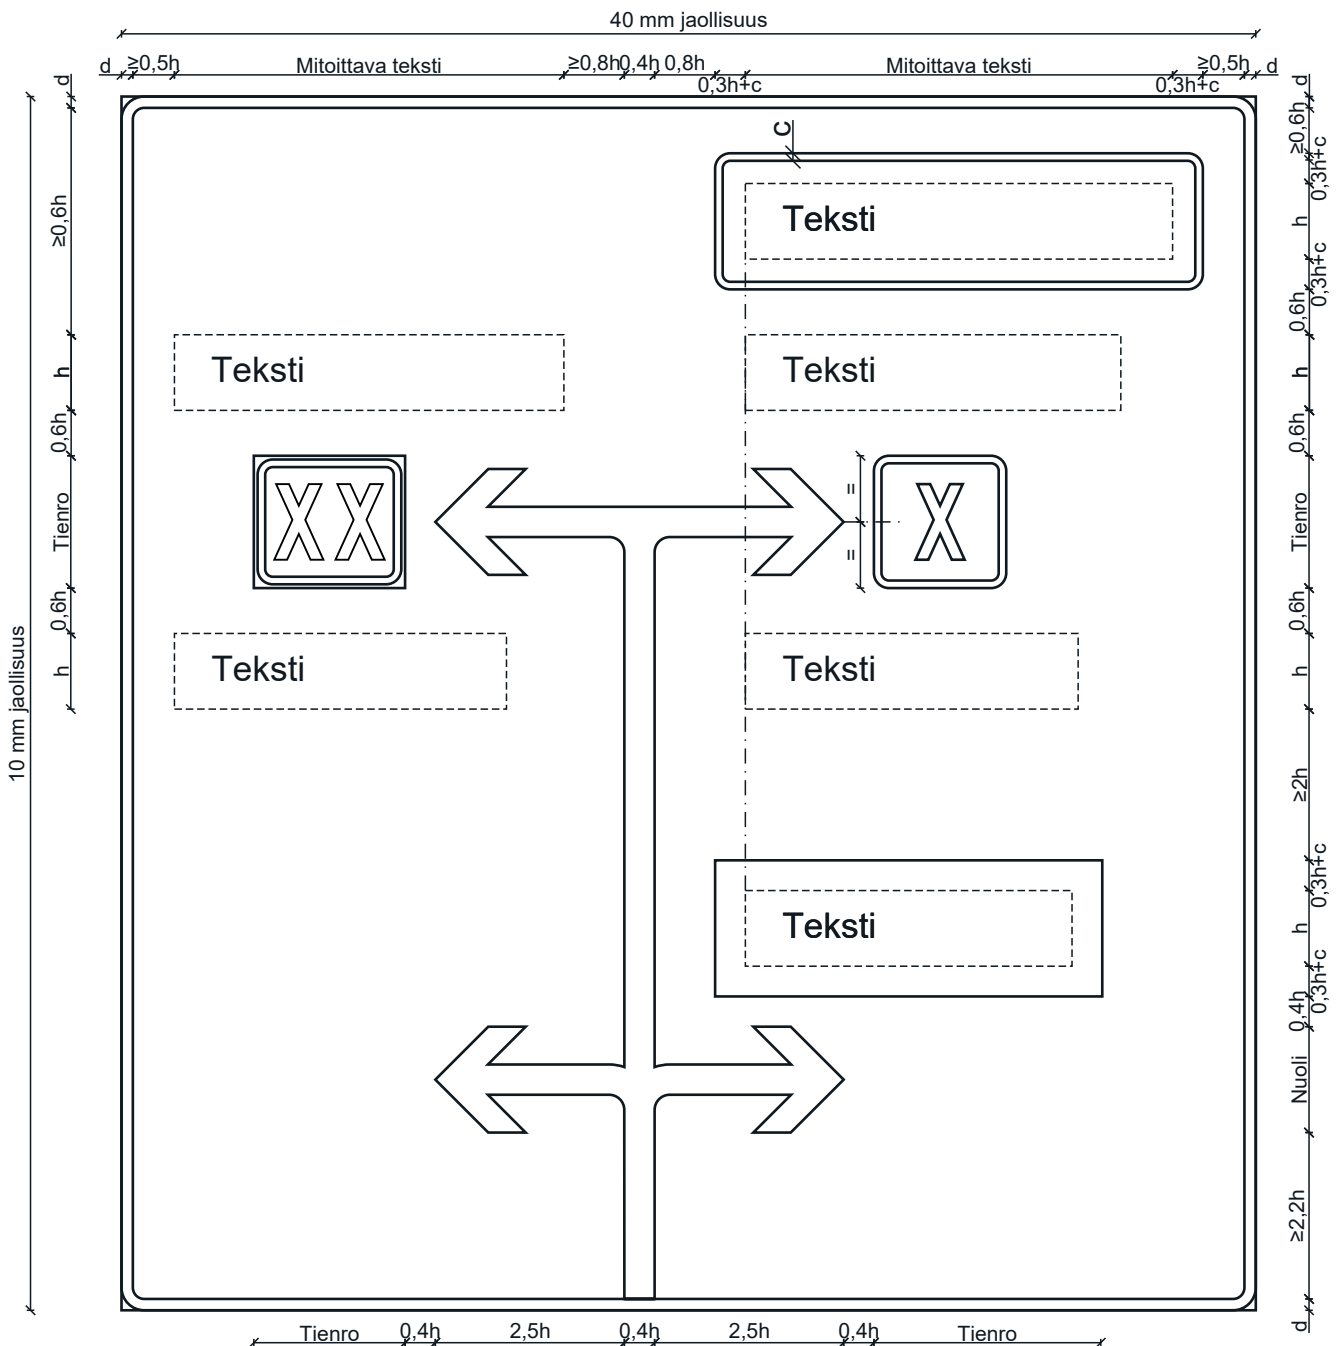 40 mm jaollisuus
d ≥0,5h Mitoittava teksti ≥0,8h 0,4h 0,8h Mitoittava teksti ≥0,5h d
0,3h+c 0,3h+c
d
d
c
≥0,6h
0,3h+c
Teksti
h
≥0,6h
0,3h+c
0,6h
h
Teksti
Teksti
h
0,6h
0,6h
Tienro
XX
=
=
X
Tienro
0,6h
0,6h
h
Teksti
Teksti
h
10 mm jaollisuus
≥2h
0,3h+c
Teksti
h
0,3h+c
0,4h
Nuoli
≥2,2h
d
Tienro 0,4h 2,5h 0,4h 2,5h 0,4h Tienro